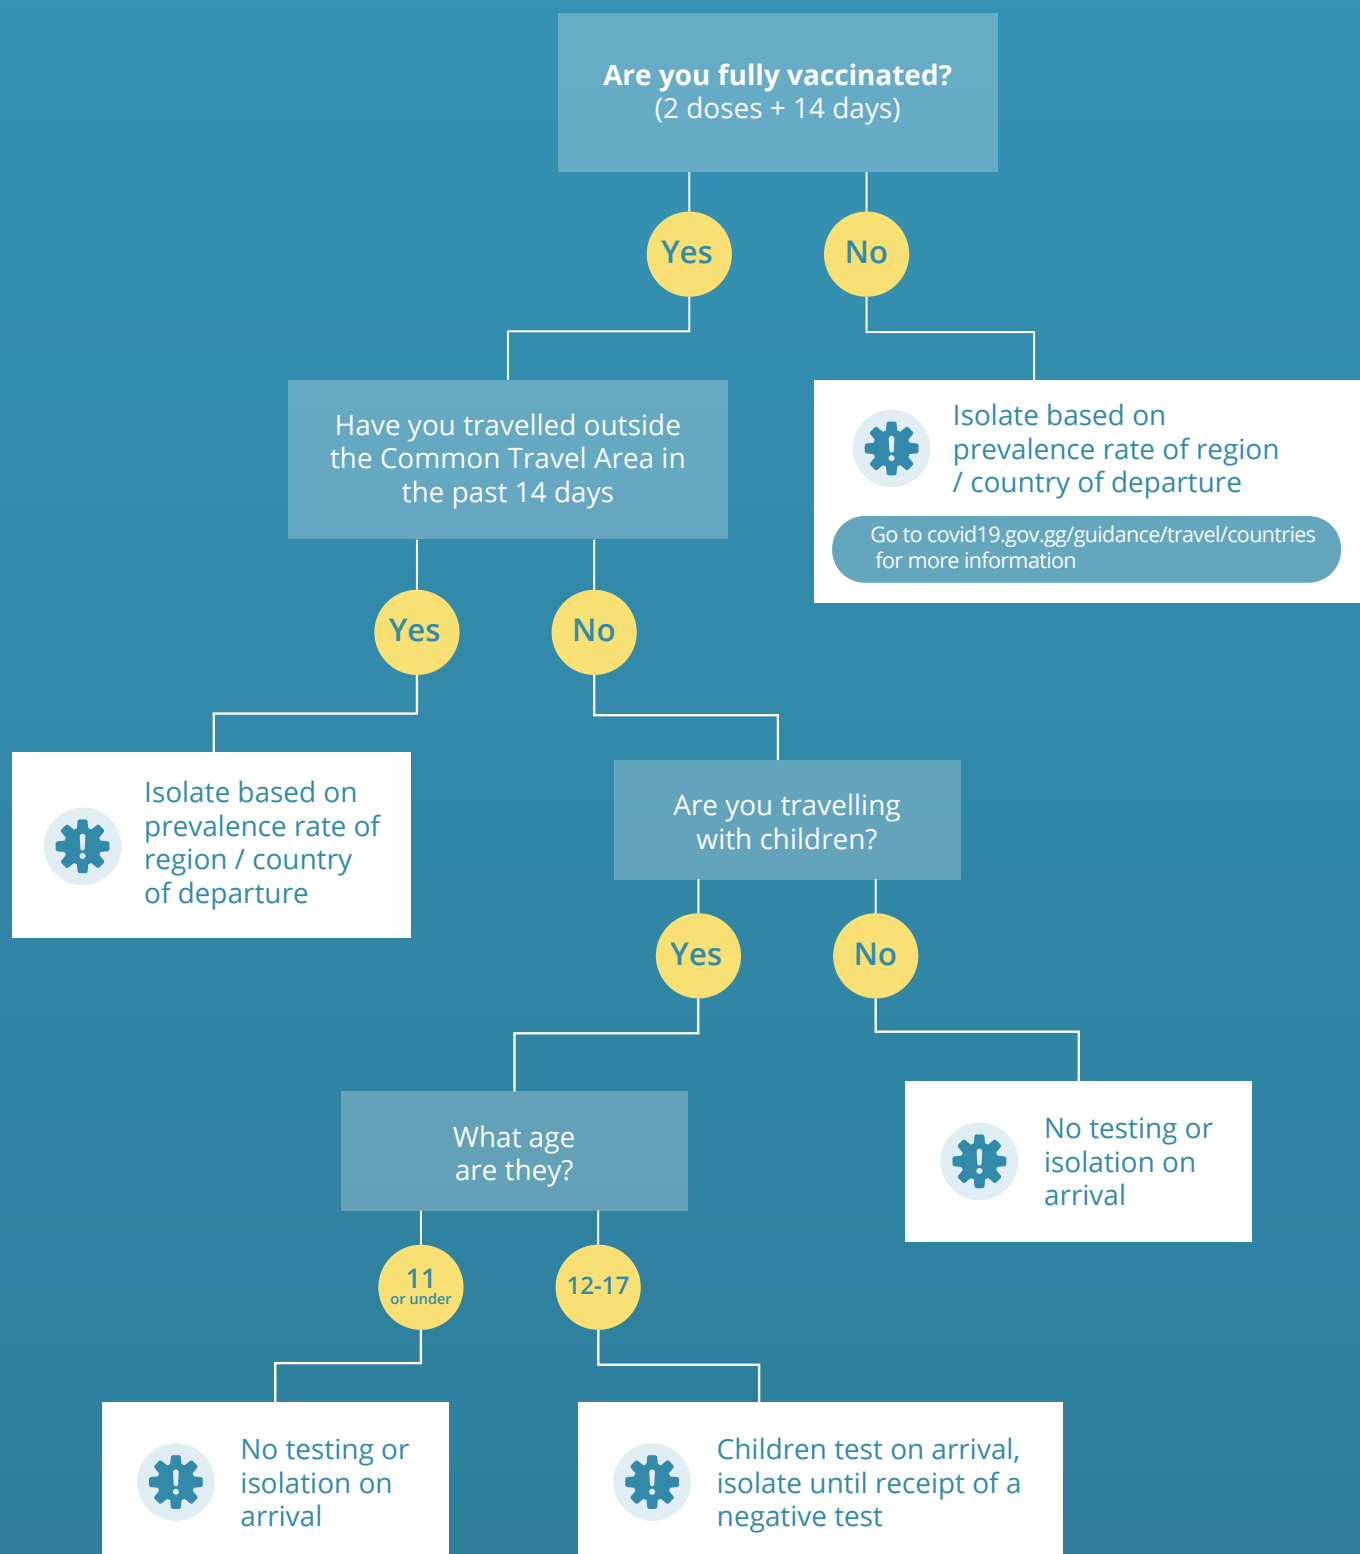 Are you fully vaccinated?
(2 doses + 14 days)
Yes
No
Have you travelled outside
the Common Travel Area in
the past 14 days
Isolate based on
prevalence rate of region
/ country of departure
Go to covid19.gov.gg/guidance/travel/countries
for more information
Yes
No
Isolate based on
prevalence rate of
region / country
of departure
Are you travelling
with children?
Yes
No
What age
are they?
No testing or
isolation on
arrival
11
or under
12-17
No testing or
isolation on
arrival
Children test on arrival,
isolate until receipt of a
negative test